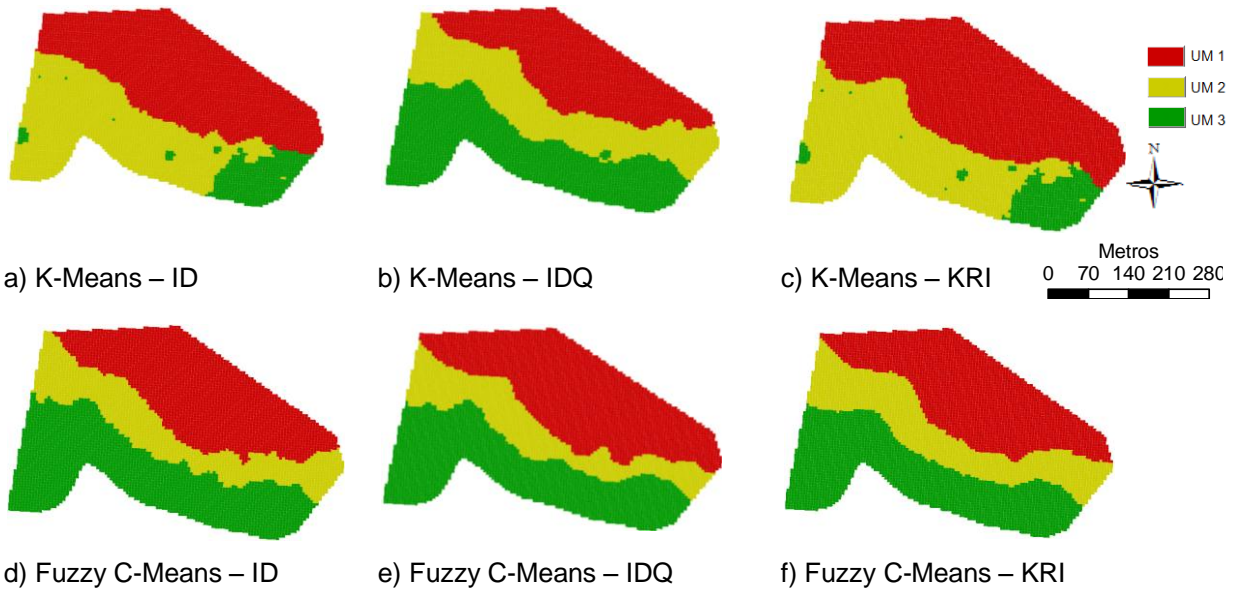 UM 1
UM 2
UM 3
N
a) K-Means – ID
b) K-Means – IDQ
c) K-Means – KRI
Metros
0 70 140 210 280
d) Fuzzy C-Means – ID
e) Fuzzy C-Means – IDQ
f) Fuzzy C-Means – KRI